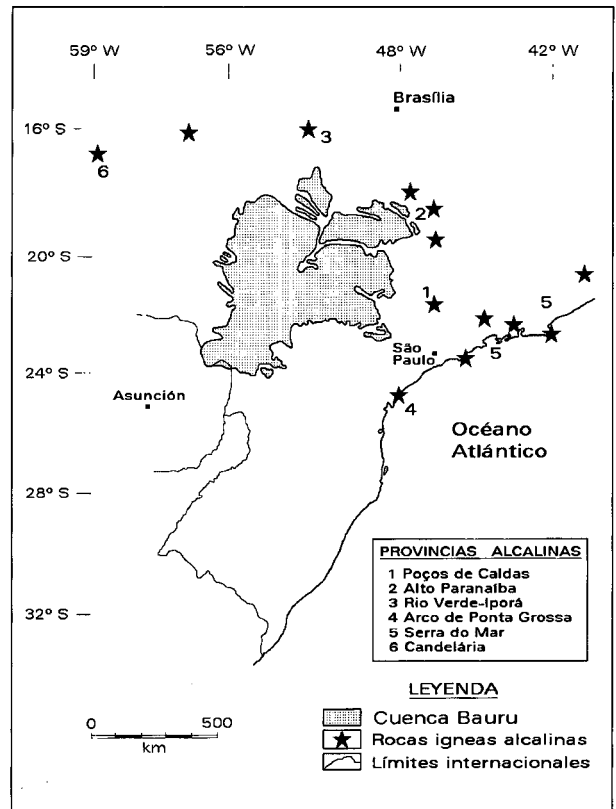 59° W
56° W
48° W
42° W
Brasília
16° S
3
6
2
20° S
1
5
São
Paulo
5
24° S
Asunción
4
Océano
Atlántico
28° S
PROVINCIAS ALCALINAS
1 Poços de Caldas
2 Alto Paranaíba
3 Rio Verde-Iporá
4 Arco de Ponta Grossa
5 Serra do Mar
6 Candelária
32° S
LEYENDA
0 500
km
Cuenca Bauru
Rocas igneas alcalinas
Límites internacionales